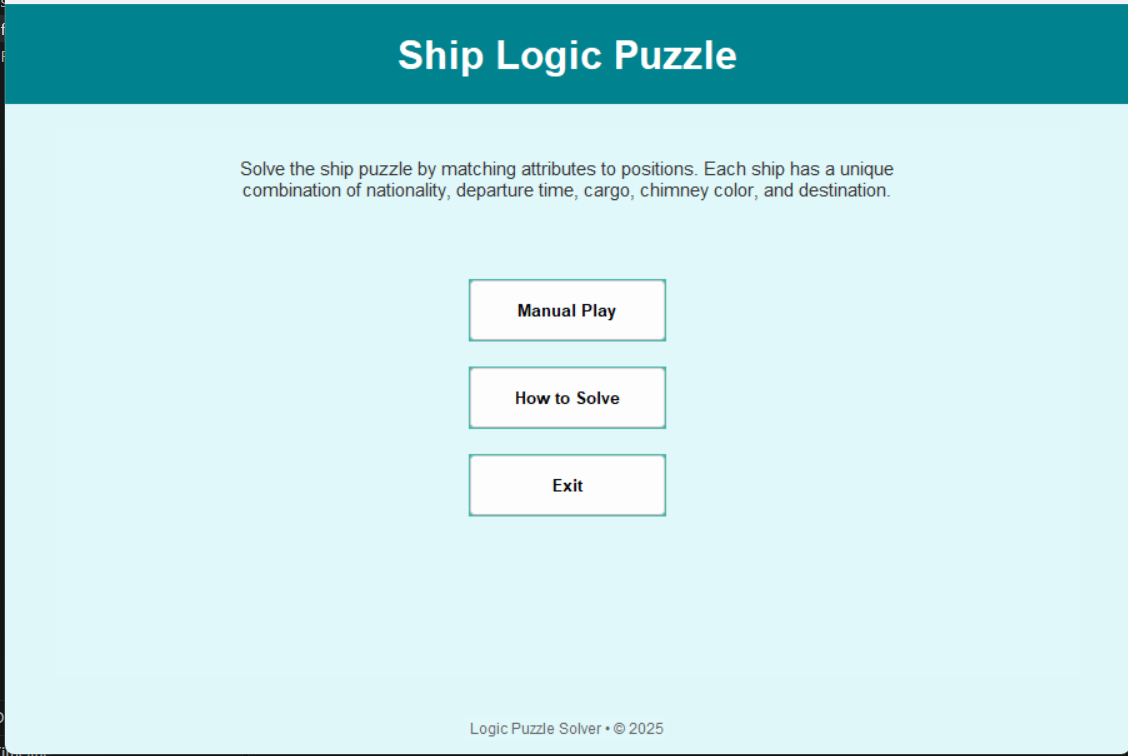 Ship Logic Puzzle
Solve the ship puzzle by matching attributes to positions. Each ship has a unique
combination of nationality, departure time, cargo, chimney color, and destination.
Manual Play
How to Solve
Exit
Logic Puzzle Solver • © 2025